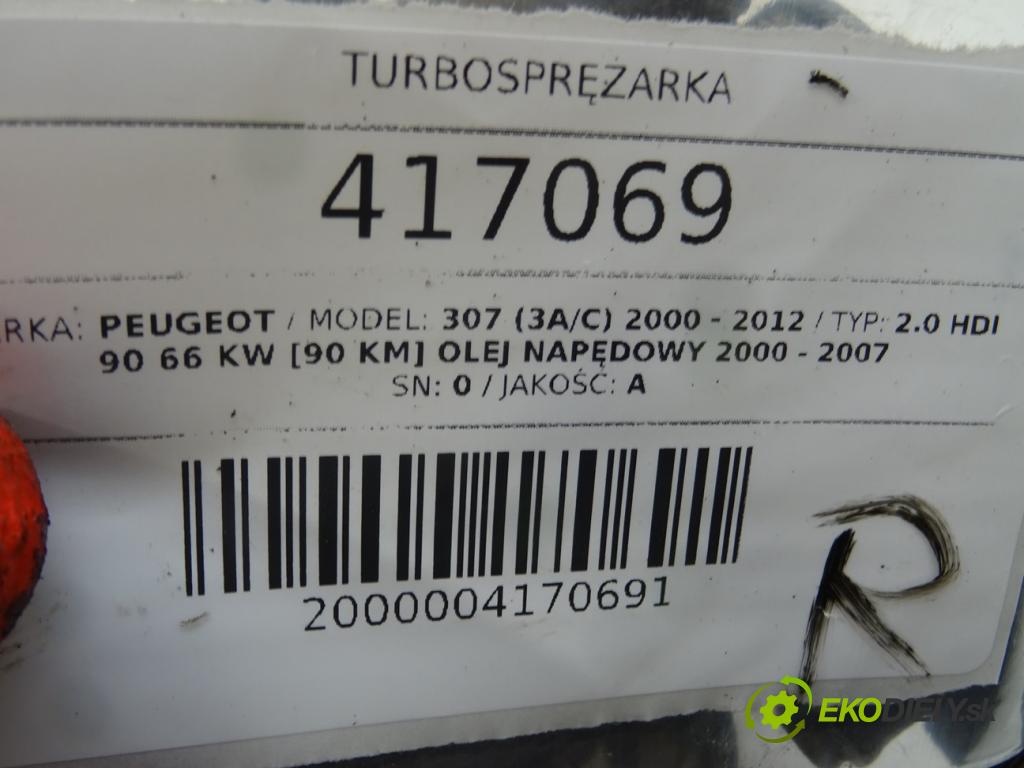 TURBOSPRĘŻARKA
417069
ARKA: PEUGEOT / MODEL: 307 (3A/C) 2000 - 2012 / TYP: 2.0 HDI
90 66 KW [90 KM] OLEJ NAPĘDOWY 2000 - 2007
SN: 0 / JAKOŚĆ: A
2000004170691
R
EKODIELY.sk